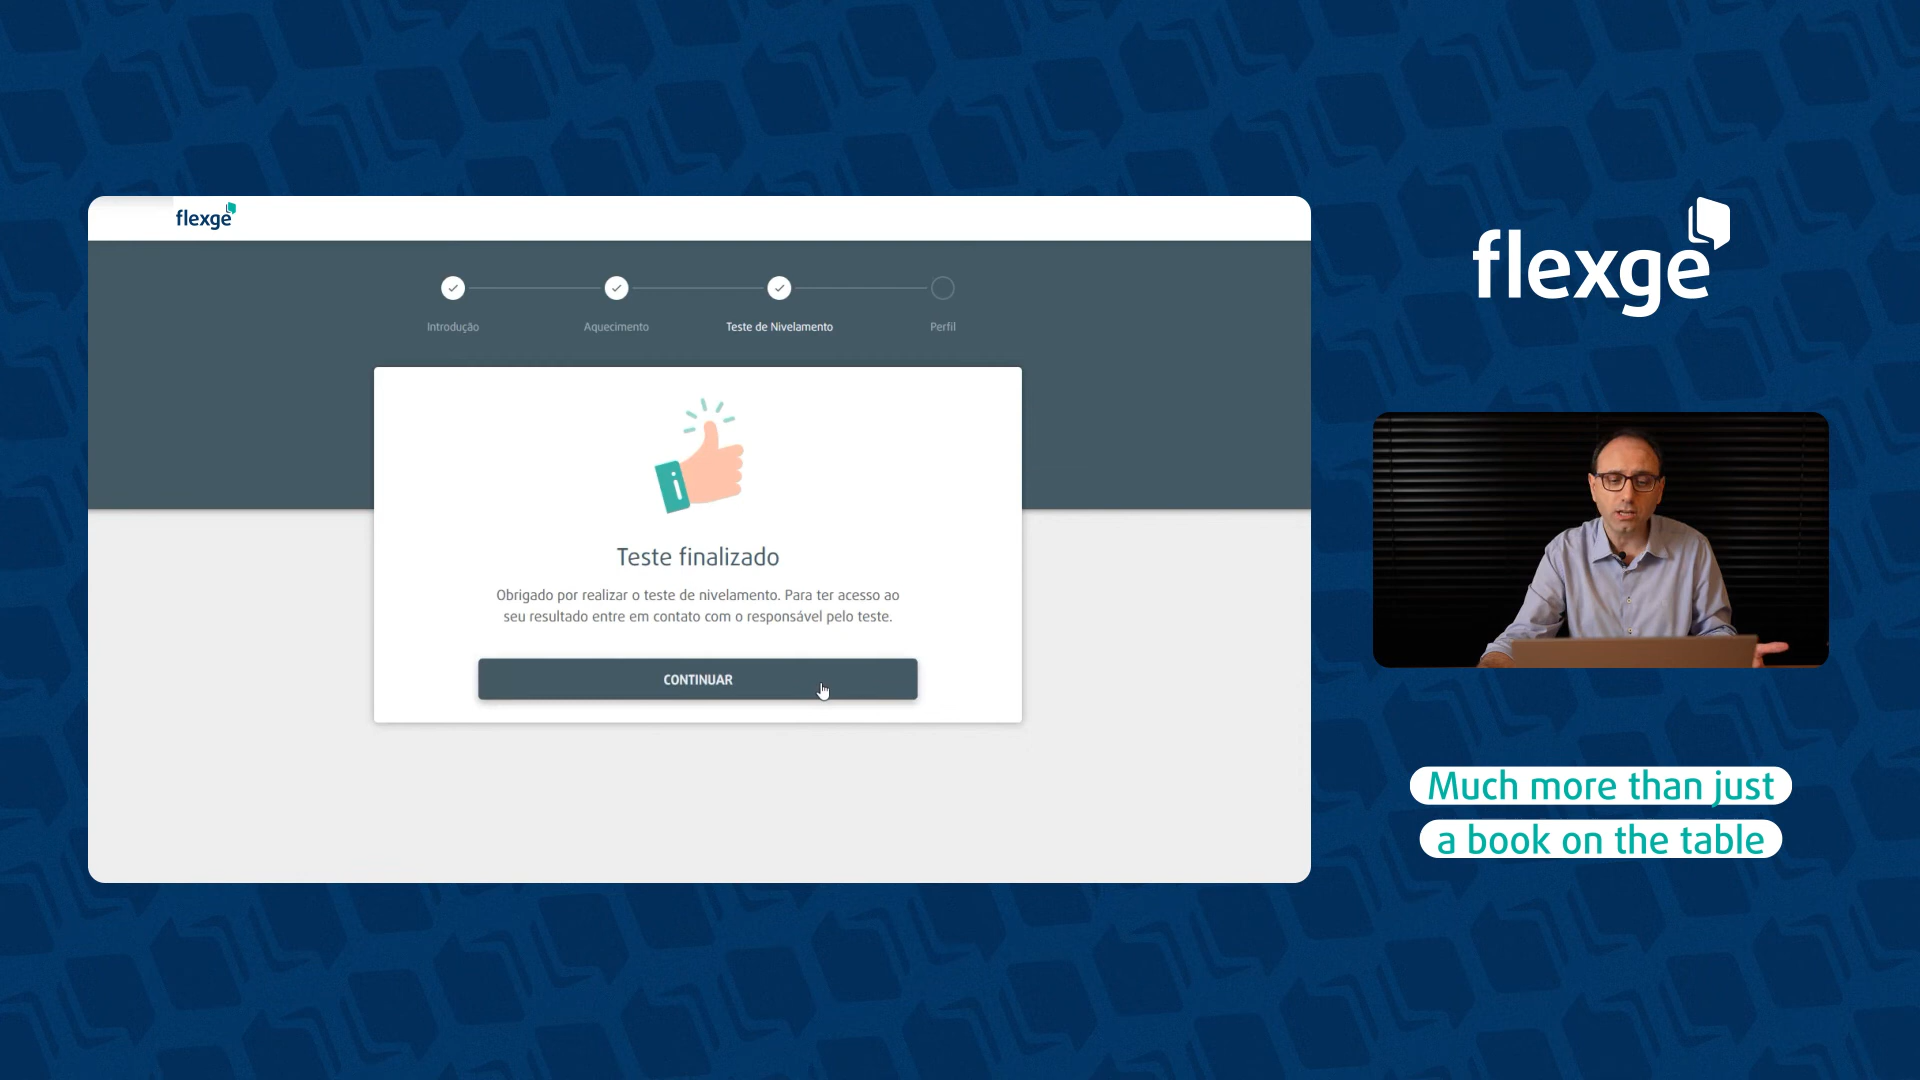 flexge
Introdução
Aquecimento
Teste de Nivelamento
Perfil
Teste finalizado
Obrigado por realizar o teste de nivelamento. Para ter acesso ao
seu resultado entre em contato com o responsável pelo teste.
CONTINUAR
flexge
Much more than just
a book on the table